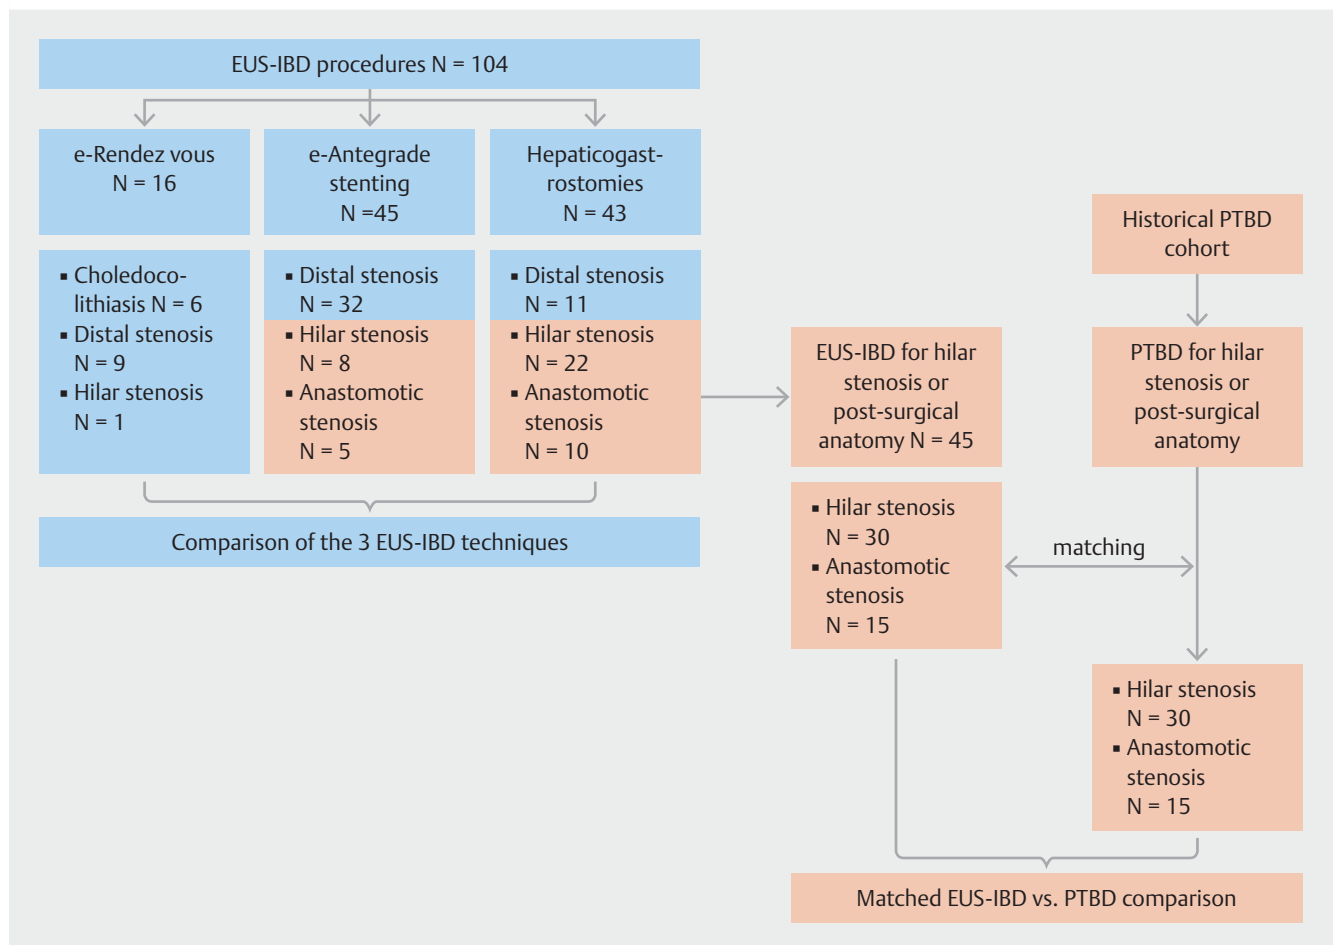 EUS-IBD procedures N = 104
e-Rendez vous
N = 16
e-Antegrade
stenting
N =45
Hepaticogast-
rostomies
N = 43
▪ Choledoco-
lithiasis N = 6
▪ Distal stenosis
N = 9
▪ Hilar stenosis
N = 1
▪ Distal stenosis
N = 32
▪ Hilar stenosis
N = 8
▪ Anastomotic
stenosis
N = 5
▪ Distal stenosis
N = 11
▪ Hilar stenosis
N = 22
▪ Anastomotic
stenosis
N = 10
Comparison of the 3 EUS-IBD techniques
EUS-IBD for hilar
stenosis or
post-surgical
anatomy N = 45
▪ Hilar stenosis
N = 30
▪ Anastomotic
stenosis
N = 15
matching
Historical PTBD
cohort
PTBD for hilar
stenosis or
post-surgical
anatomy
▪ Hilar stenosis
N = 30
▪ Anastomotic
stenosis
N = 15
Matched EUS-IBD vs. PTBD comparison